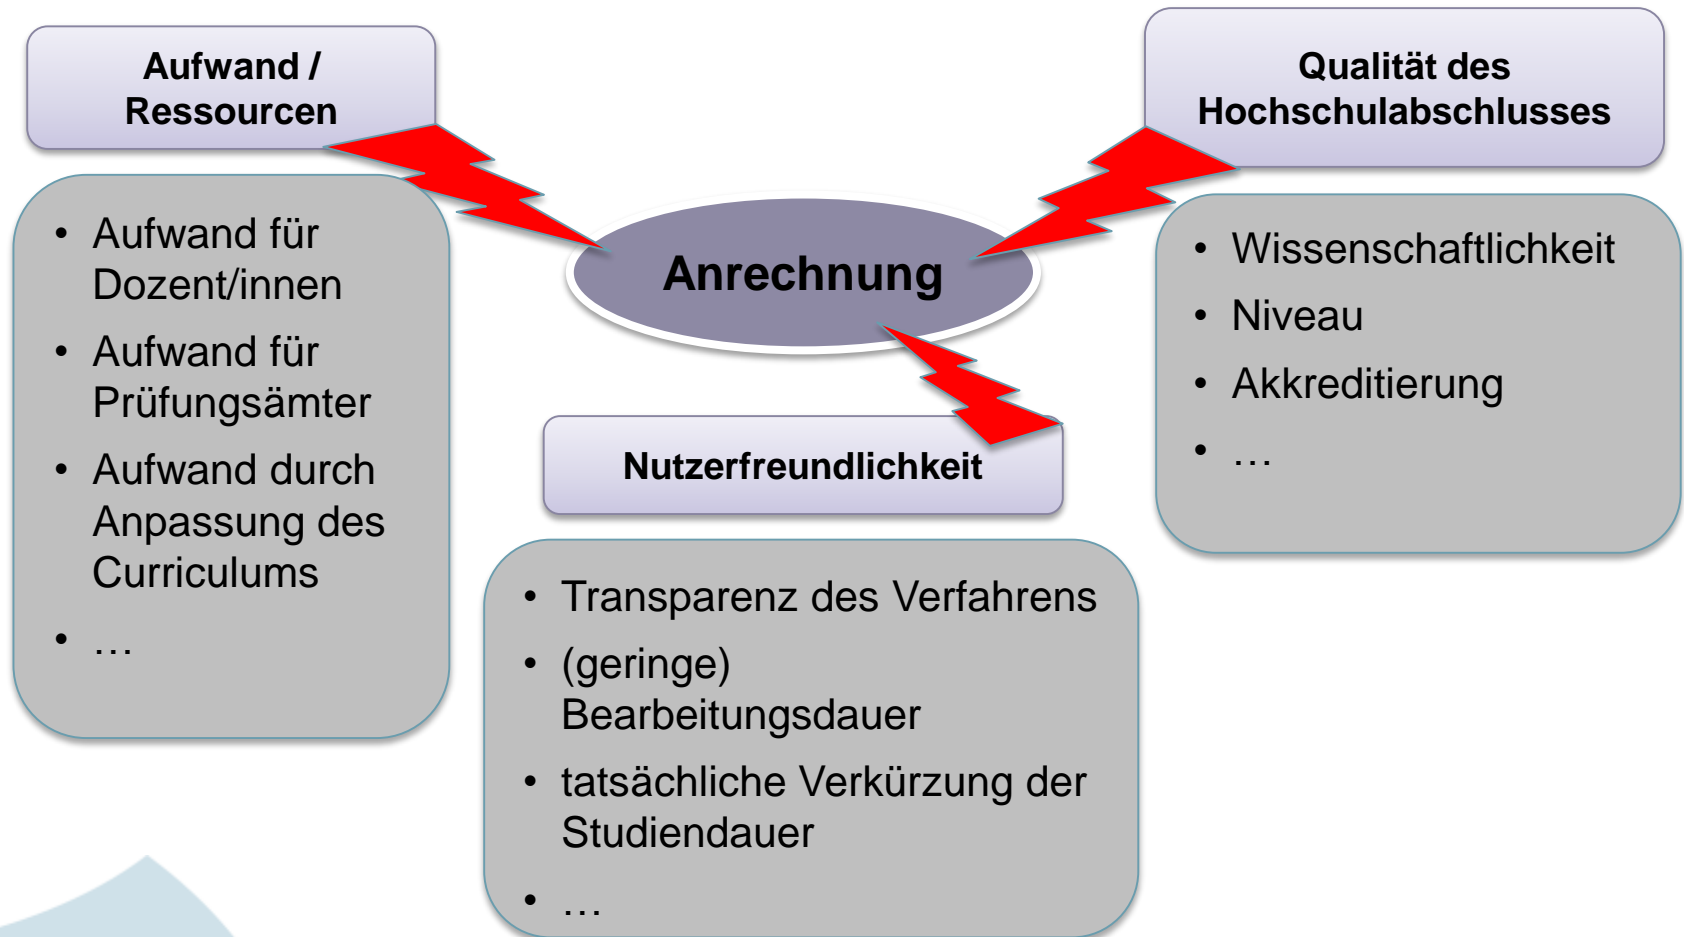 Aufwand /
Ressourcen
• Aufwand für
Dozent/innen
• Aufwand für
Prüfungsämter
• Aufwand durch
Anpassung des
Curriculums
• …
Anrechnung
Nutzerfreundlichkeit
• Transparenz des Verfahrens
• (geringe)
Bearbeitungsdauer
• tatsächliche Verkürzung der
Studiendauer
• …
Qualität des
Hochschulabschlusses
• Wissenschaftlichkeit
• Niveau
• Akkreditierung
• …